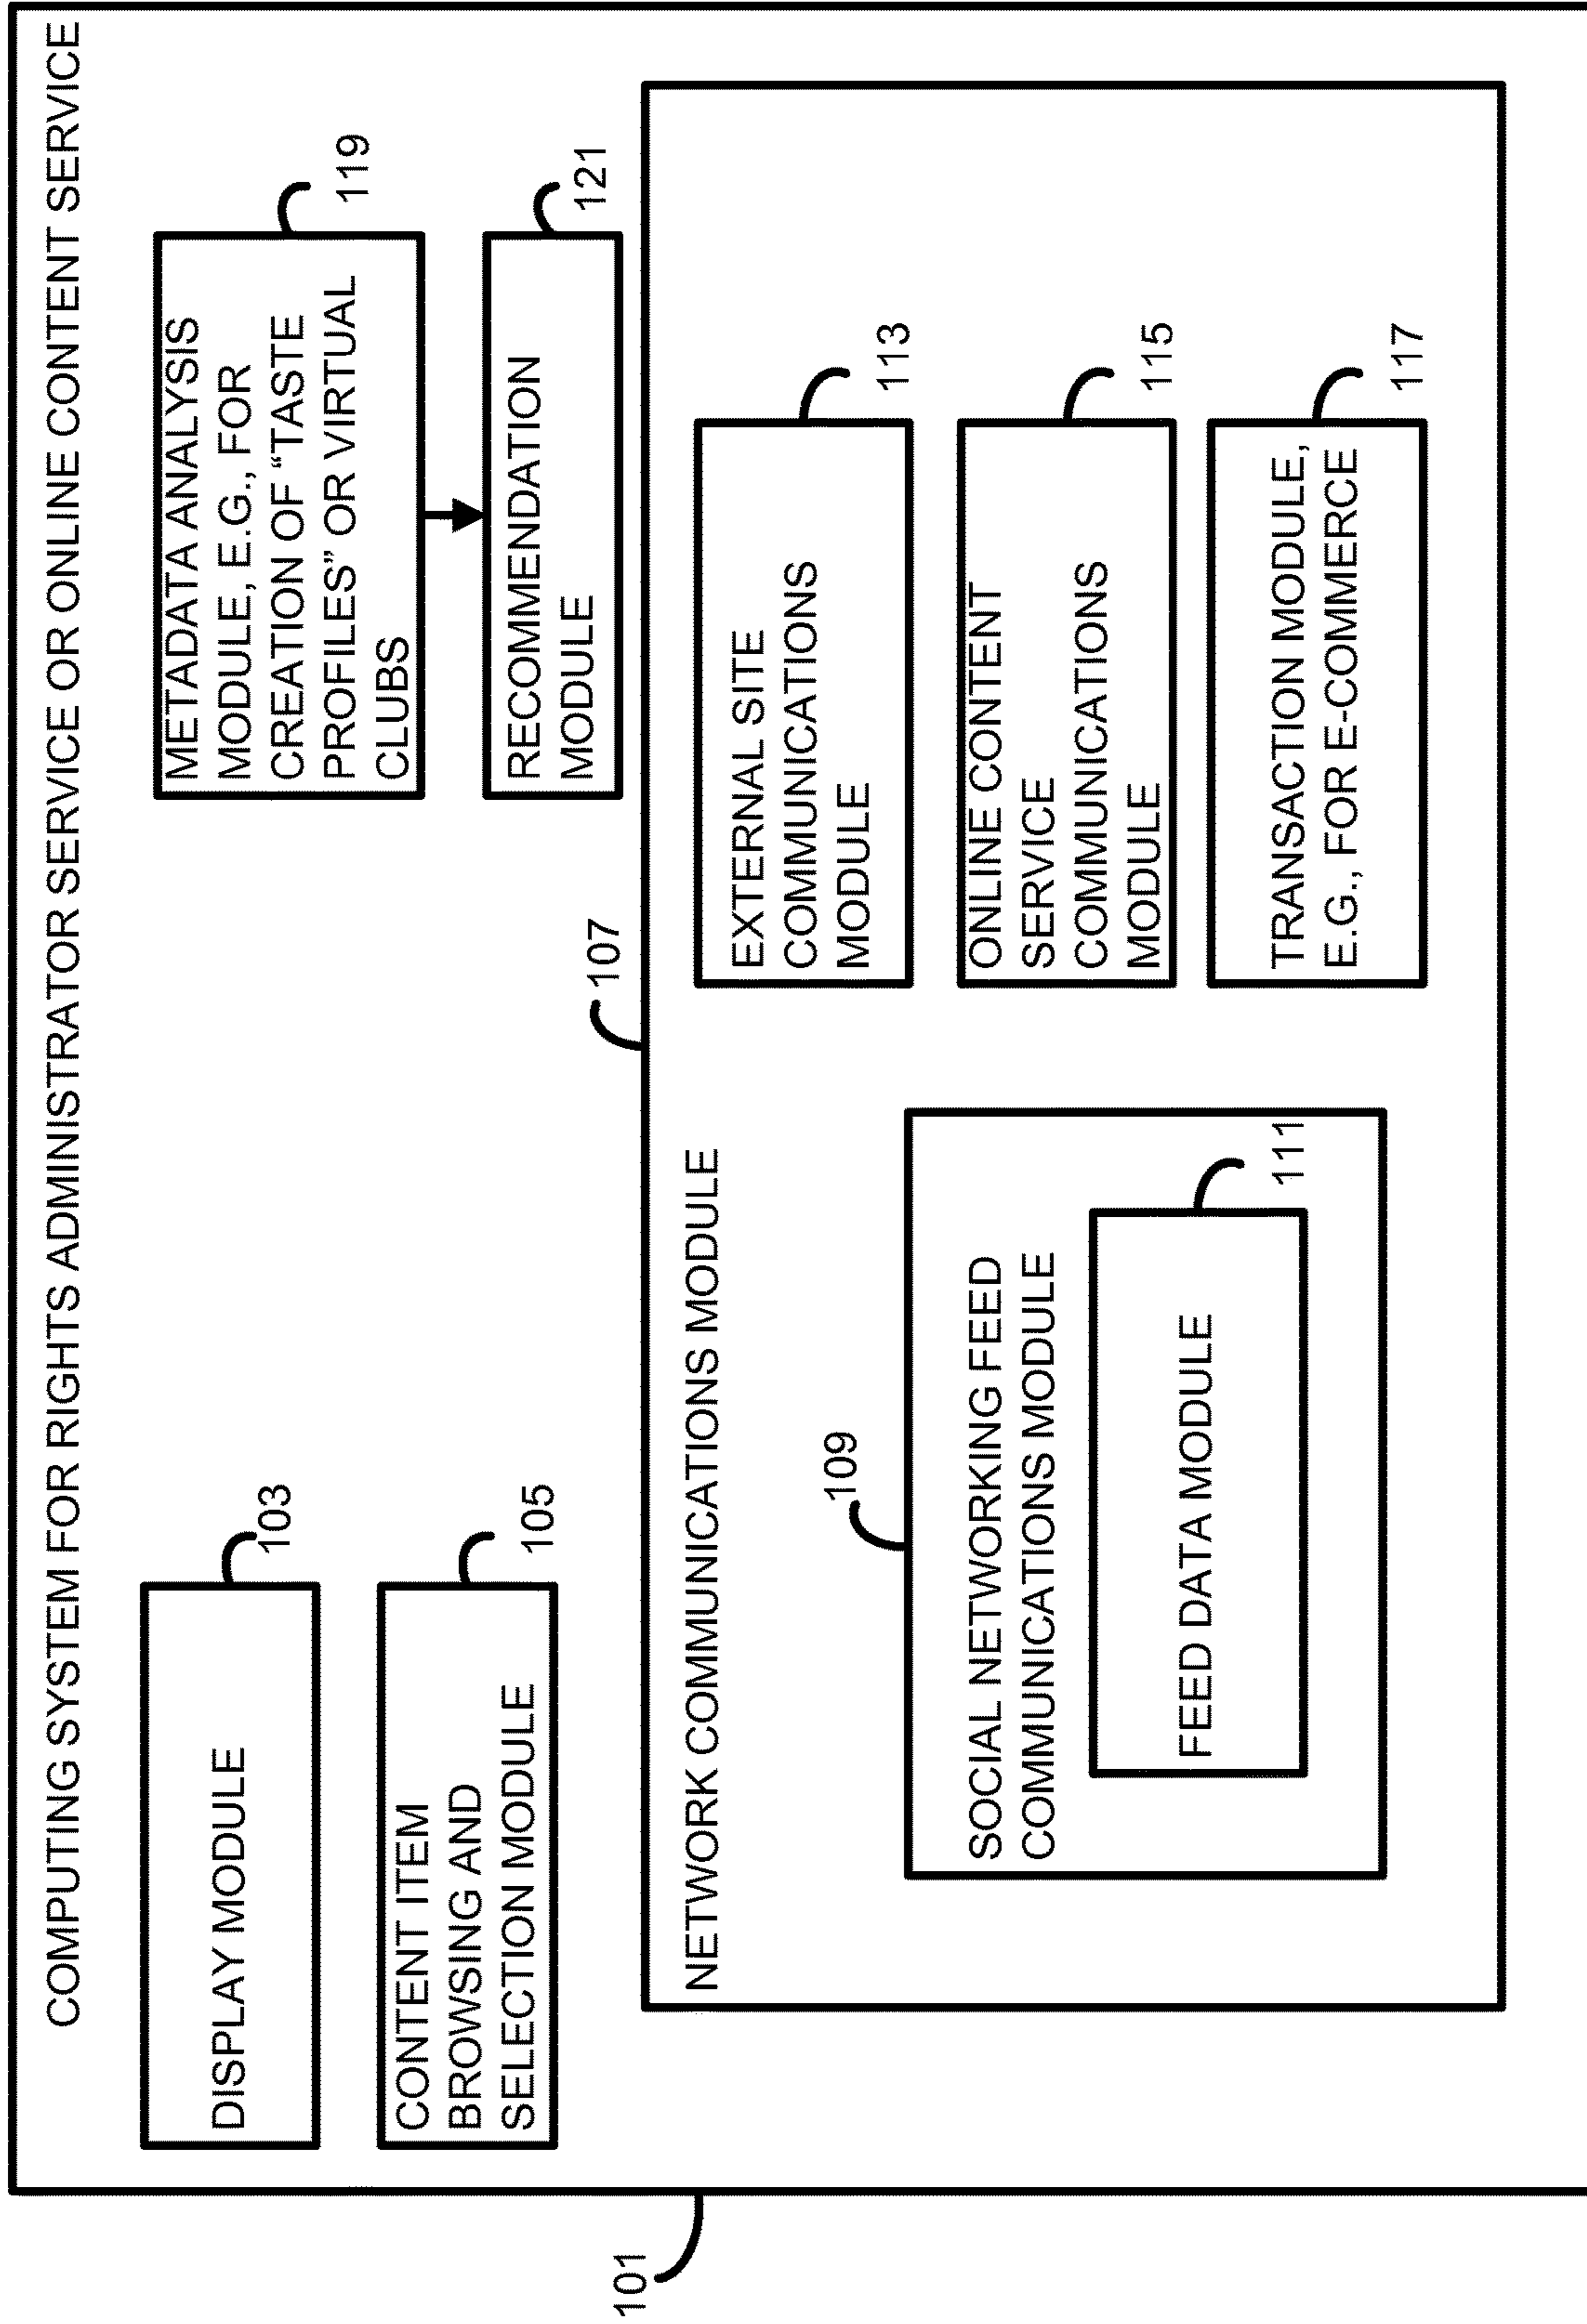 COMPUTING SYSTEM FOR RIGHTS ADMINISTRATOR SERVICE OR ONLINE CONTENT SERVICE
101
DISPLAY MODULE
103
CONTENT ITEM
BROWSING AND
SELECTION MODULE
105
METADATA ANALYSIS
MODULE, E.G., FOR
CREATION OF “TASTE
PROFILES” OR VIRTUAL
CLUBS
119
RECOMMENDATION
MODULE
121
107
NETWORK COMMUNICATIONS MODULE
109
SOCIAL NETWORKING FEED
COMMUNICATIONS MODULE
FEED DATA MODULE
111
EXTERNAL SITE
COMMUNICATIONS
MODULE
113
ONLINE CONTENT
SERVICE
COMMUNICATIONS
MODULE
115
TRANSACTION MODULE,
E.G., FOR E-COMMERCE
117